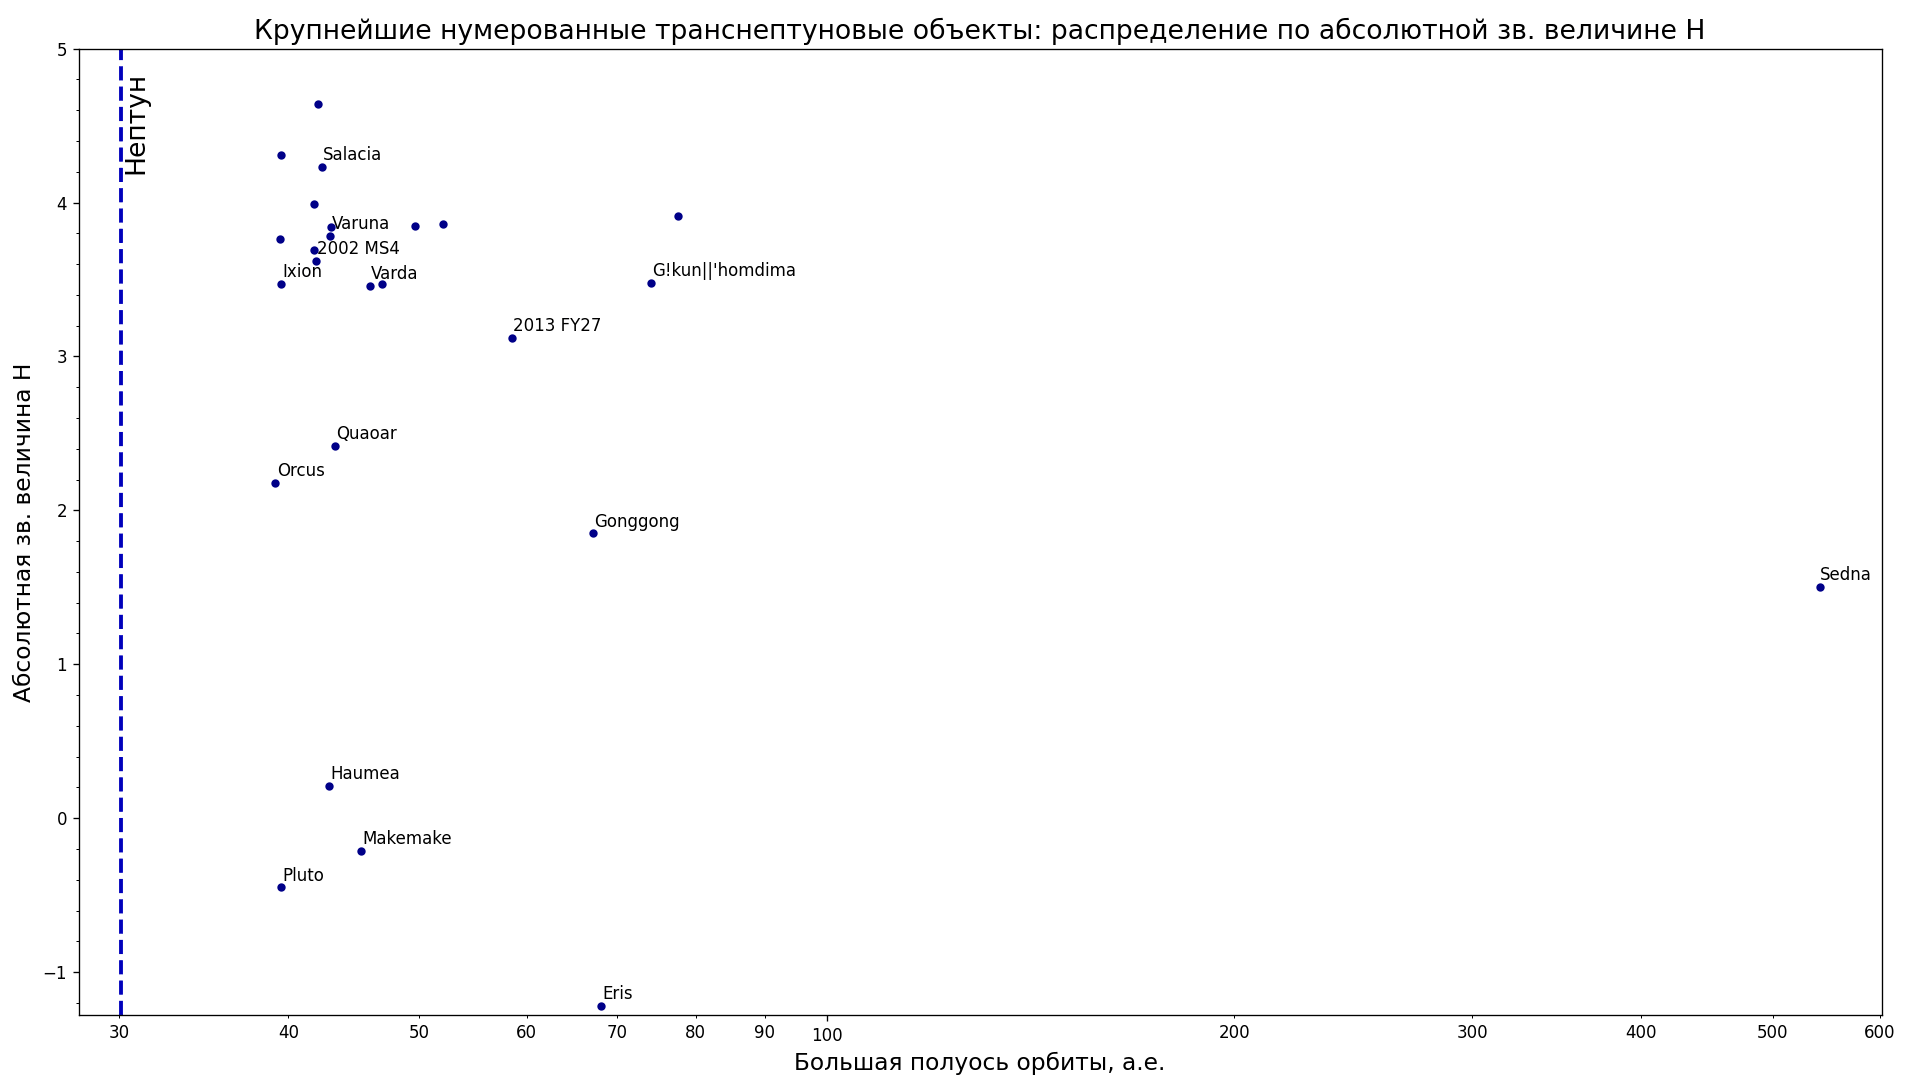 Крупнейшие нумерованные транснептуновые объекты: распределение по абсолютной зв. величине H
5
Нептун
Salacia
4
Varuna
2002 MS4
Ixion
Varda
G!kun||'homdima
2013 FY27
3
Quaoar
Orcus
2
Gonggong
Sedna
1
Haumea
0
Makemake
Pluto
−1
Eris
Абсолютная зв. величина H
30 40 50 60 70 80 90 100 200 300 400 500 600
Большая полуось орбиты, а.е.